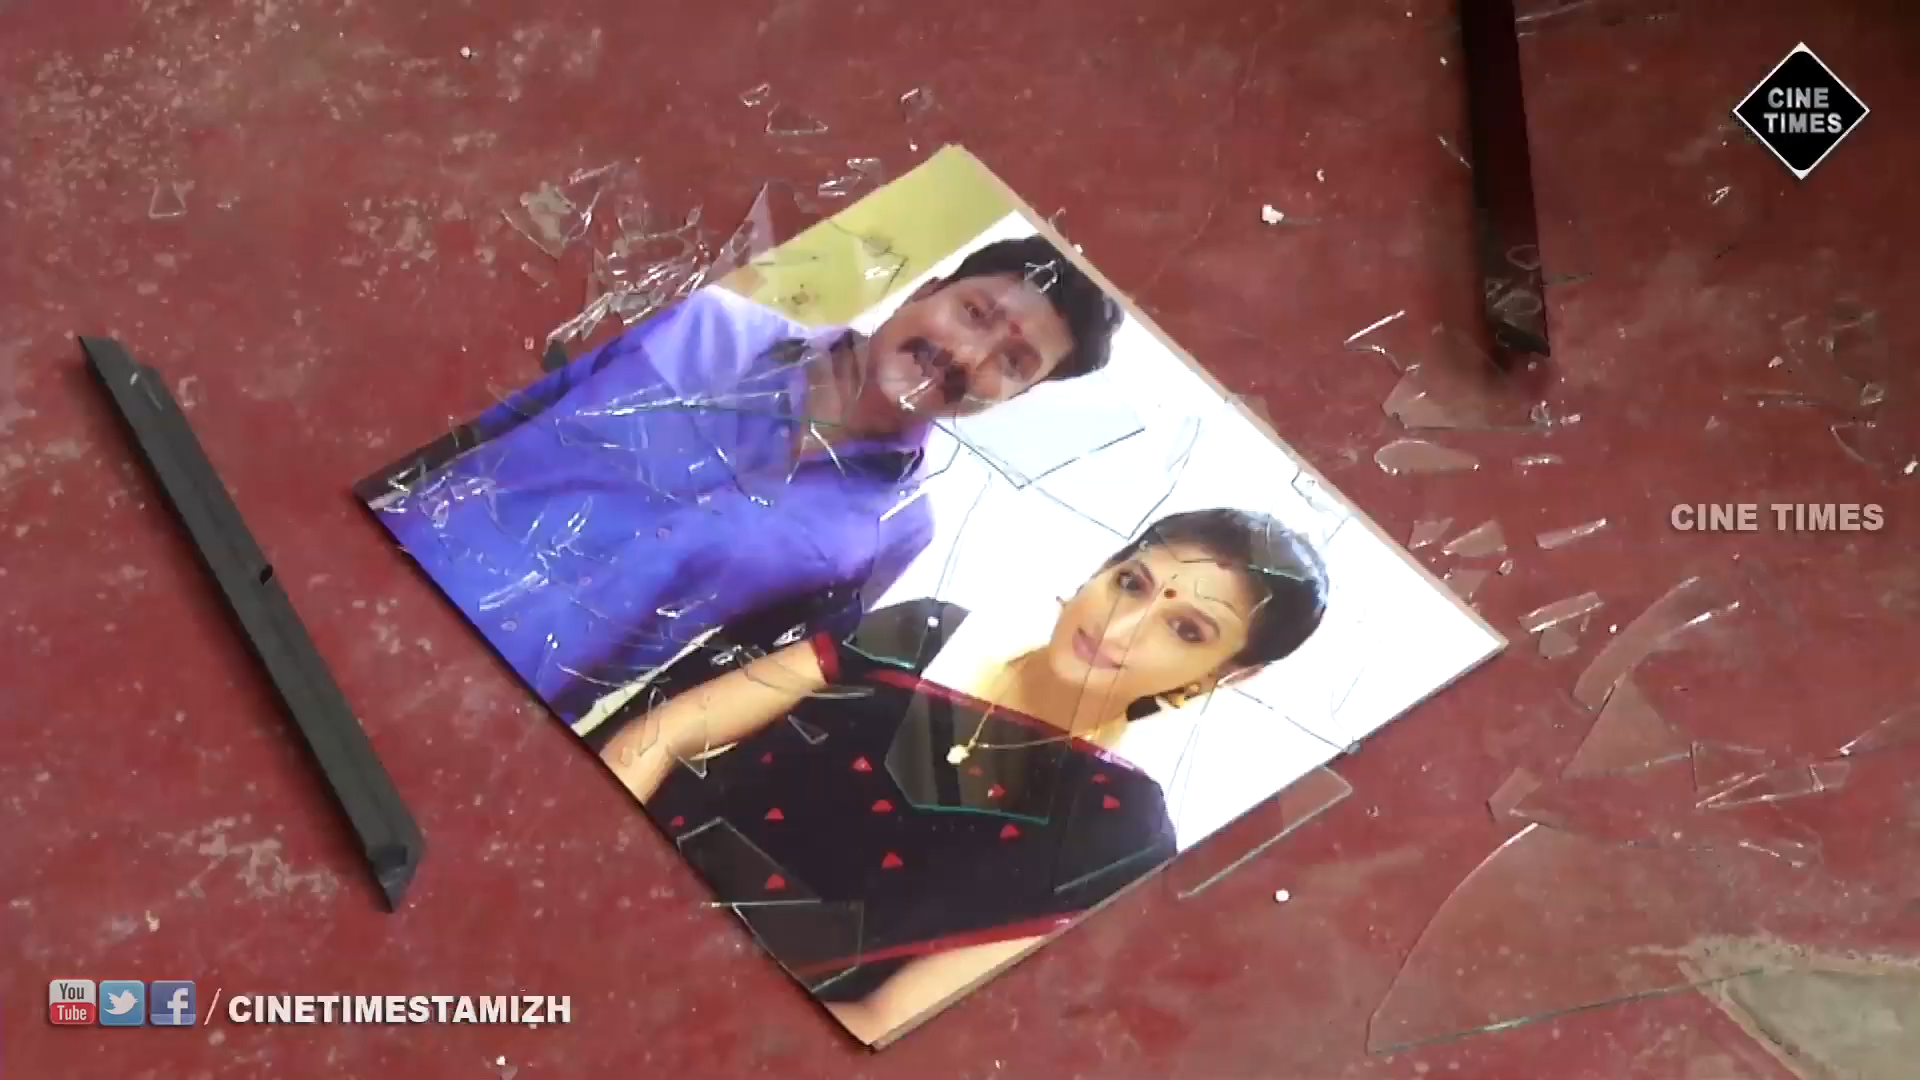 CINE
TIMES
CINE TIMES
You
Tube
/ CINETIMESTAMIZH